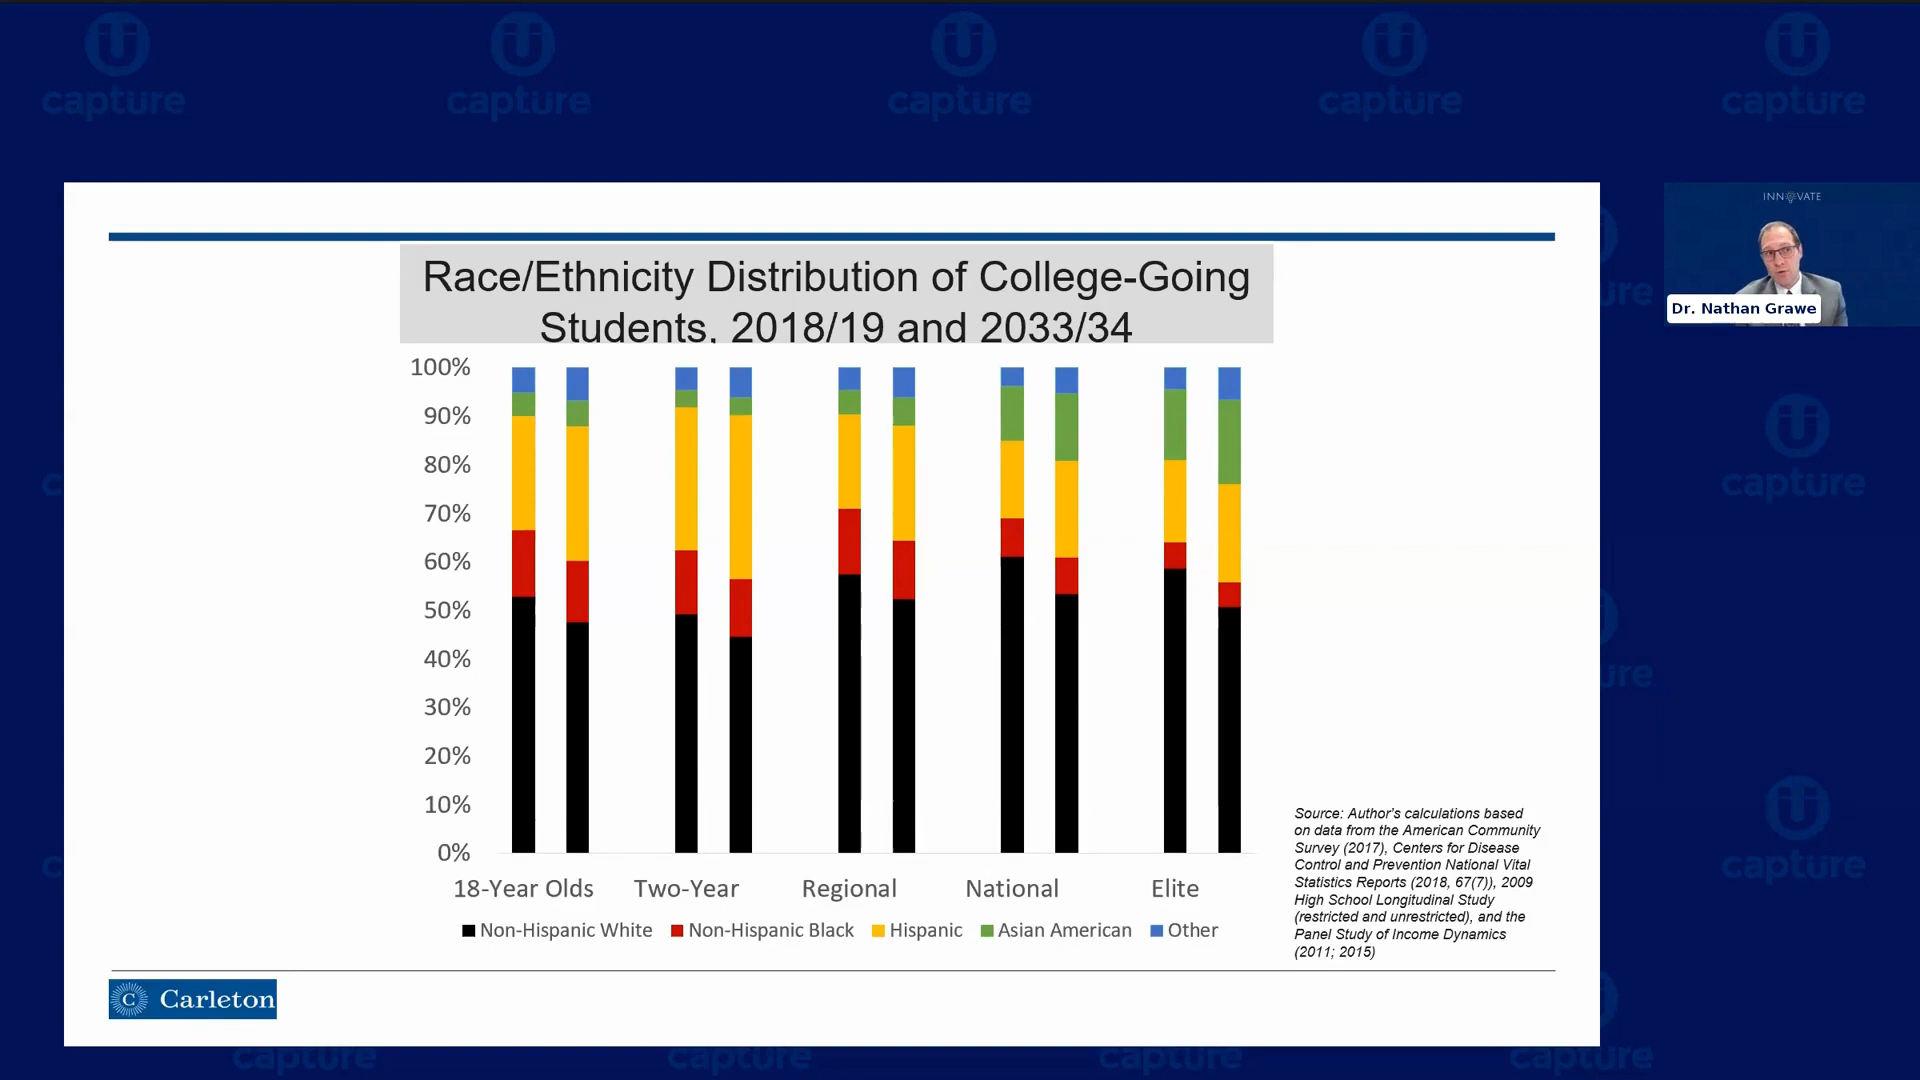 capture
capture
capture
capture
capture
INNOVATE
Dr. Nathan Grawe
Race/Ethnicity Distribution of College-Going
Students, 2018/19 and 2033/34
100%
90%
80%
70%
60%
50%
40%
30%
20%
10%
0%
18-Year Olds
Two-Year
Regional
National
Elite
Non-Hispanic White
Non-Hispanic Black
Hispanic
Asian American
Other
Source: Author's calculations based
on data from the American Community
Survey (2017), Centers for Disease
Control and Prevention National Vital
Statistics Reports (2018, 67(7)), 2009
High School Longitudinal Study
(restricted and unrestricted), and the
Panel Study of Income Dynamics
(2011; 2015)
C Carleton
capture
capture
capture
capture
capture
capture